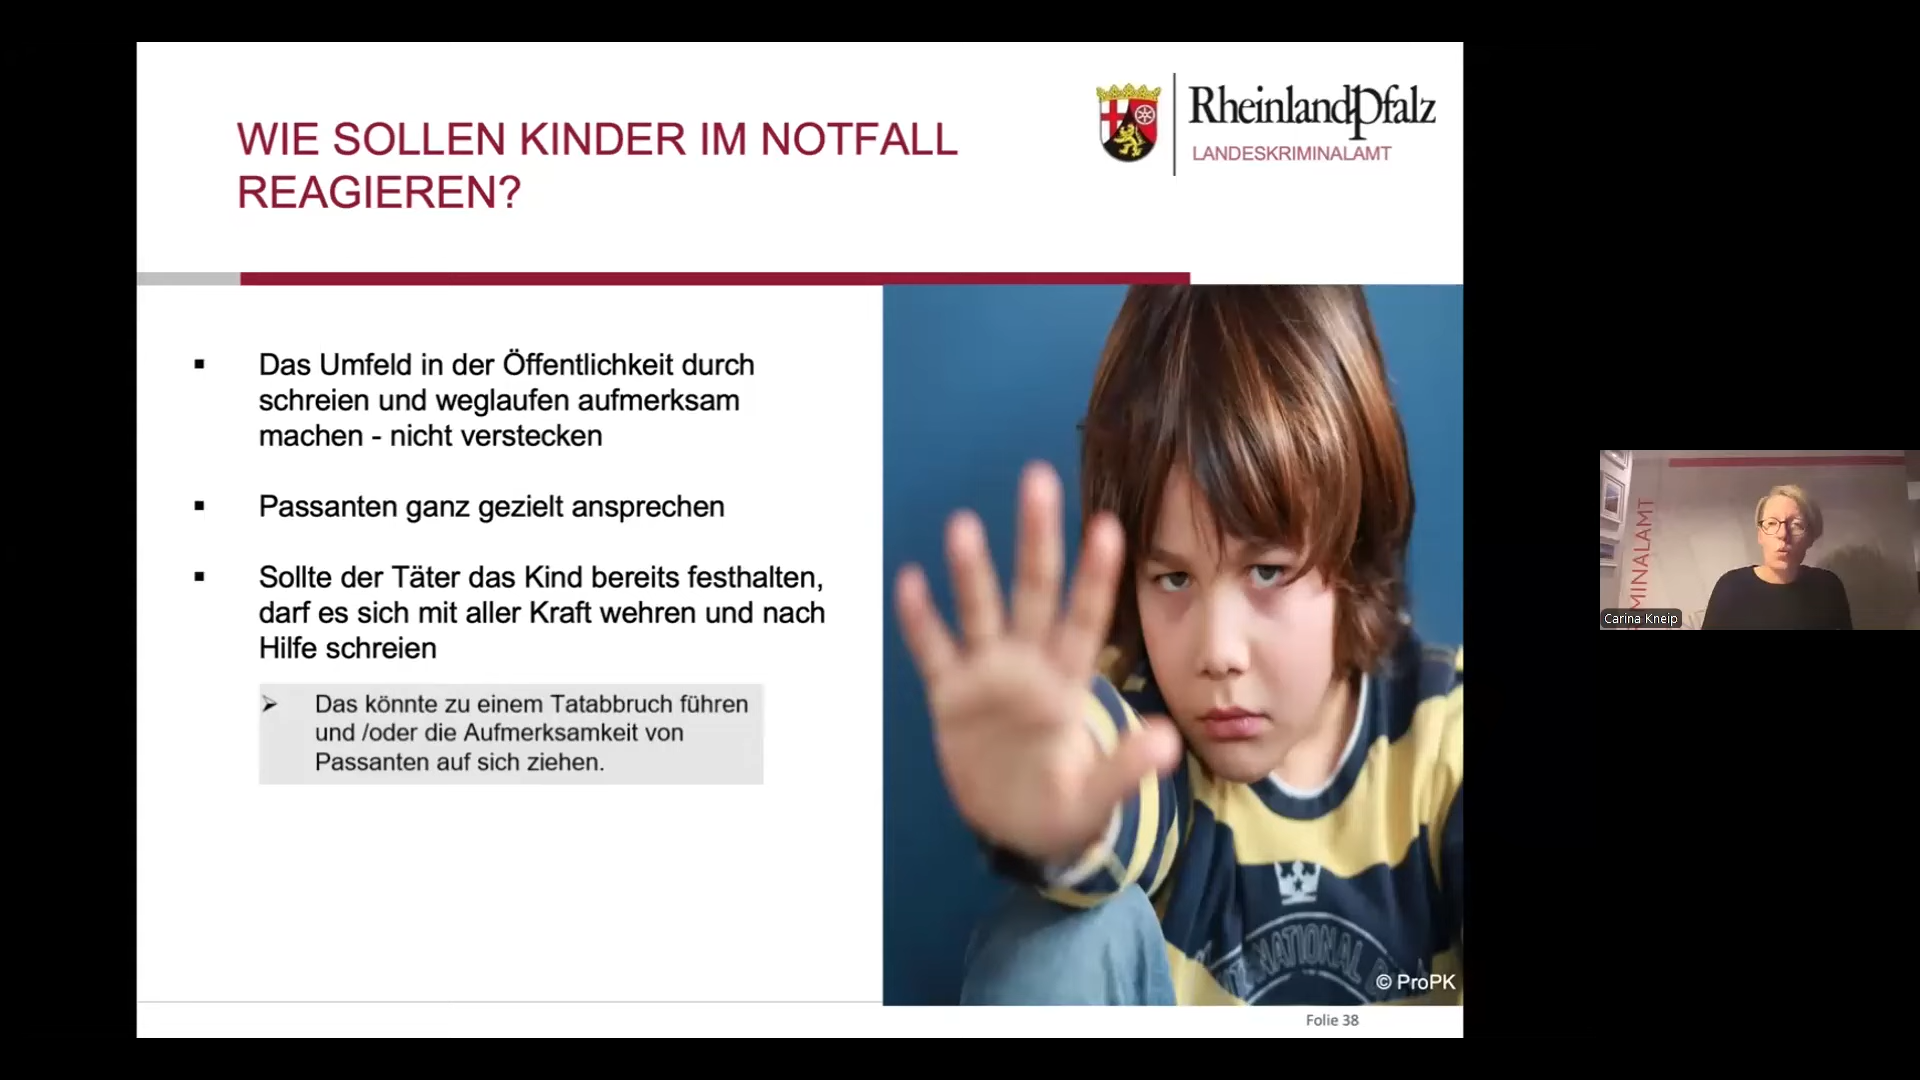 WIE SOLLEN KINDER IM NOTFALL
REAGIEREN?
RheinlandPfalz
LANDESKRIMINALAMT
▪ Das Umfeld in der Öffentlichkeit durch
schreien und weglaufen aufmerksam
machen - nicht verstecken
▪ Passanten ganz gezielt ansprechen
▪ Sollte der Täter das Kind bereits festhalten,
darf es sich mit aller Kraft wehren und nach
Hilfe schreien
➢ Das könnte zu einem Tatabbruch führen
und /oder die Aufmerksamkeit von
Passanten auf sich ziehen.
NATIONAL
© ProPK
Folie 38
MINALAMT
Carina Kneip